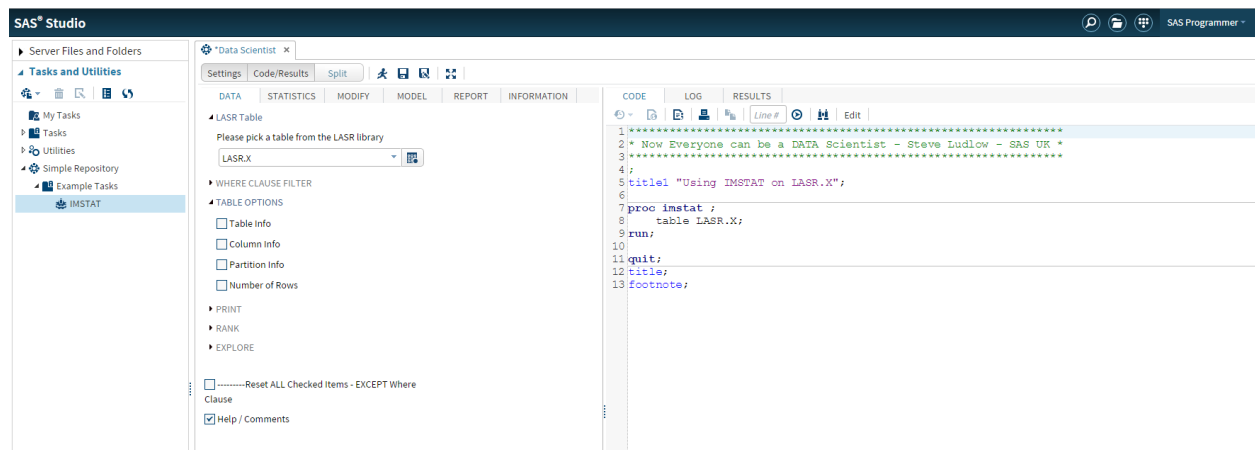 SAS® Studio
SAS Programmer
Server Files and Folders
Tasks and Utilities
My Tasks
Tasks
Utilities
Simple Repository
Example Tasks
IMSTAT
*Data Scientist ×
Settings Code/Results Split
DATA STATISTICS MODIFY MODEL REPORT INFORMATION
LASR Table
Please pick a table from the LASR library
LASR.X
WHERE CLAUSE FILTER
TABLE OPTIONS
Table Info
Column Info
Partition Info
Number of Rows
PRINT
RANK
EXPLORE
---------Reset ALL Checked Items - EXCEPT Where
Clause
Help / Comments
CODE LOG RESULTS
Line # Edit
1 *****************************************************************
2 * Now Everyone can be a DATA Scientist - Steve Ludlow - SAS UK *
3 *****************************************************************
4 ;
5 title1 "Using IMSTAT on LASR.X";
6
7 proc imstat ;
8 table LASR.X;
9 run;
10
11 quit;
12 title;
13 footnote;